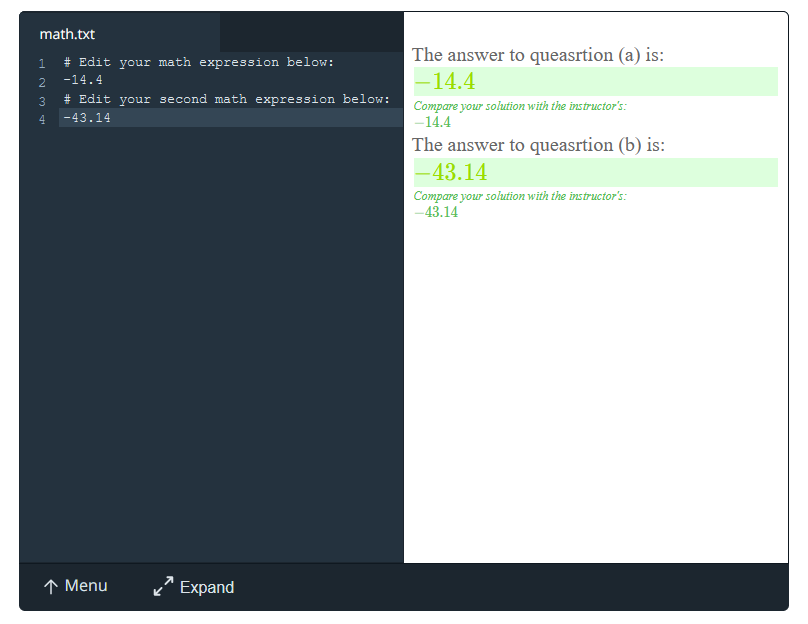 math.txt
1 # Edit your math expression below:
2 -14.4
3 # Edit your second math expression below:
4 -43.14
The answer to queasrtion (a) is:
−14.4
Compare your solution with the instructor's:
−14.4
The answer to queasrtion (b) is:
−43.14
Compare your solution with the instructor's:
−43.14
Menu Expand